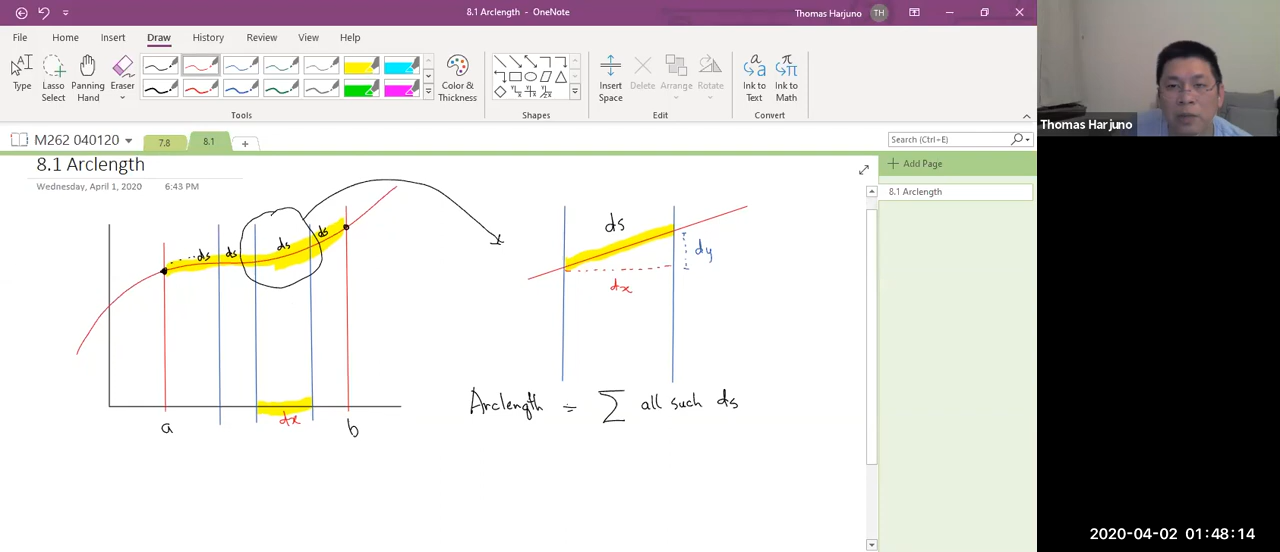 8.1 Arclength - OneNote
Thomas Harjuno TH
File Home Insert Draw History Review View Help
Type
Lasso Select
Panning Hand
Eraser
Color & Thickness
Insert Space
Delete
Arrange
Rotate
Ink to Text
Ink to Math
Tools
Shapes
Edit
Convert
M262 040120
7.8
8.1
Search (Ctrl+E)
Add Page
8.1 Arclength
8.1 Arclength
Wednesday, April 1, 2020 6:43 PM
ds ds ds ds
dx
a b
ds
dy
dx
Arclength = ∑ all such ds
Thomas Harjuno
2020-04-02 01:48:14